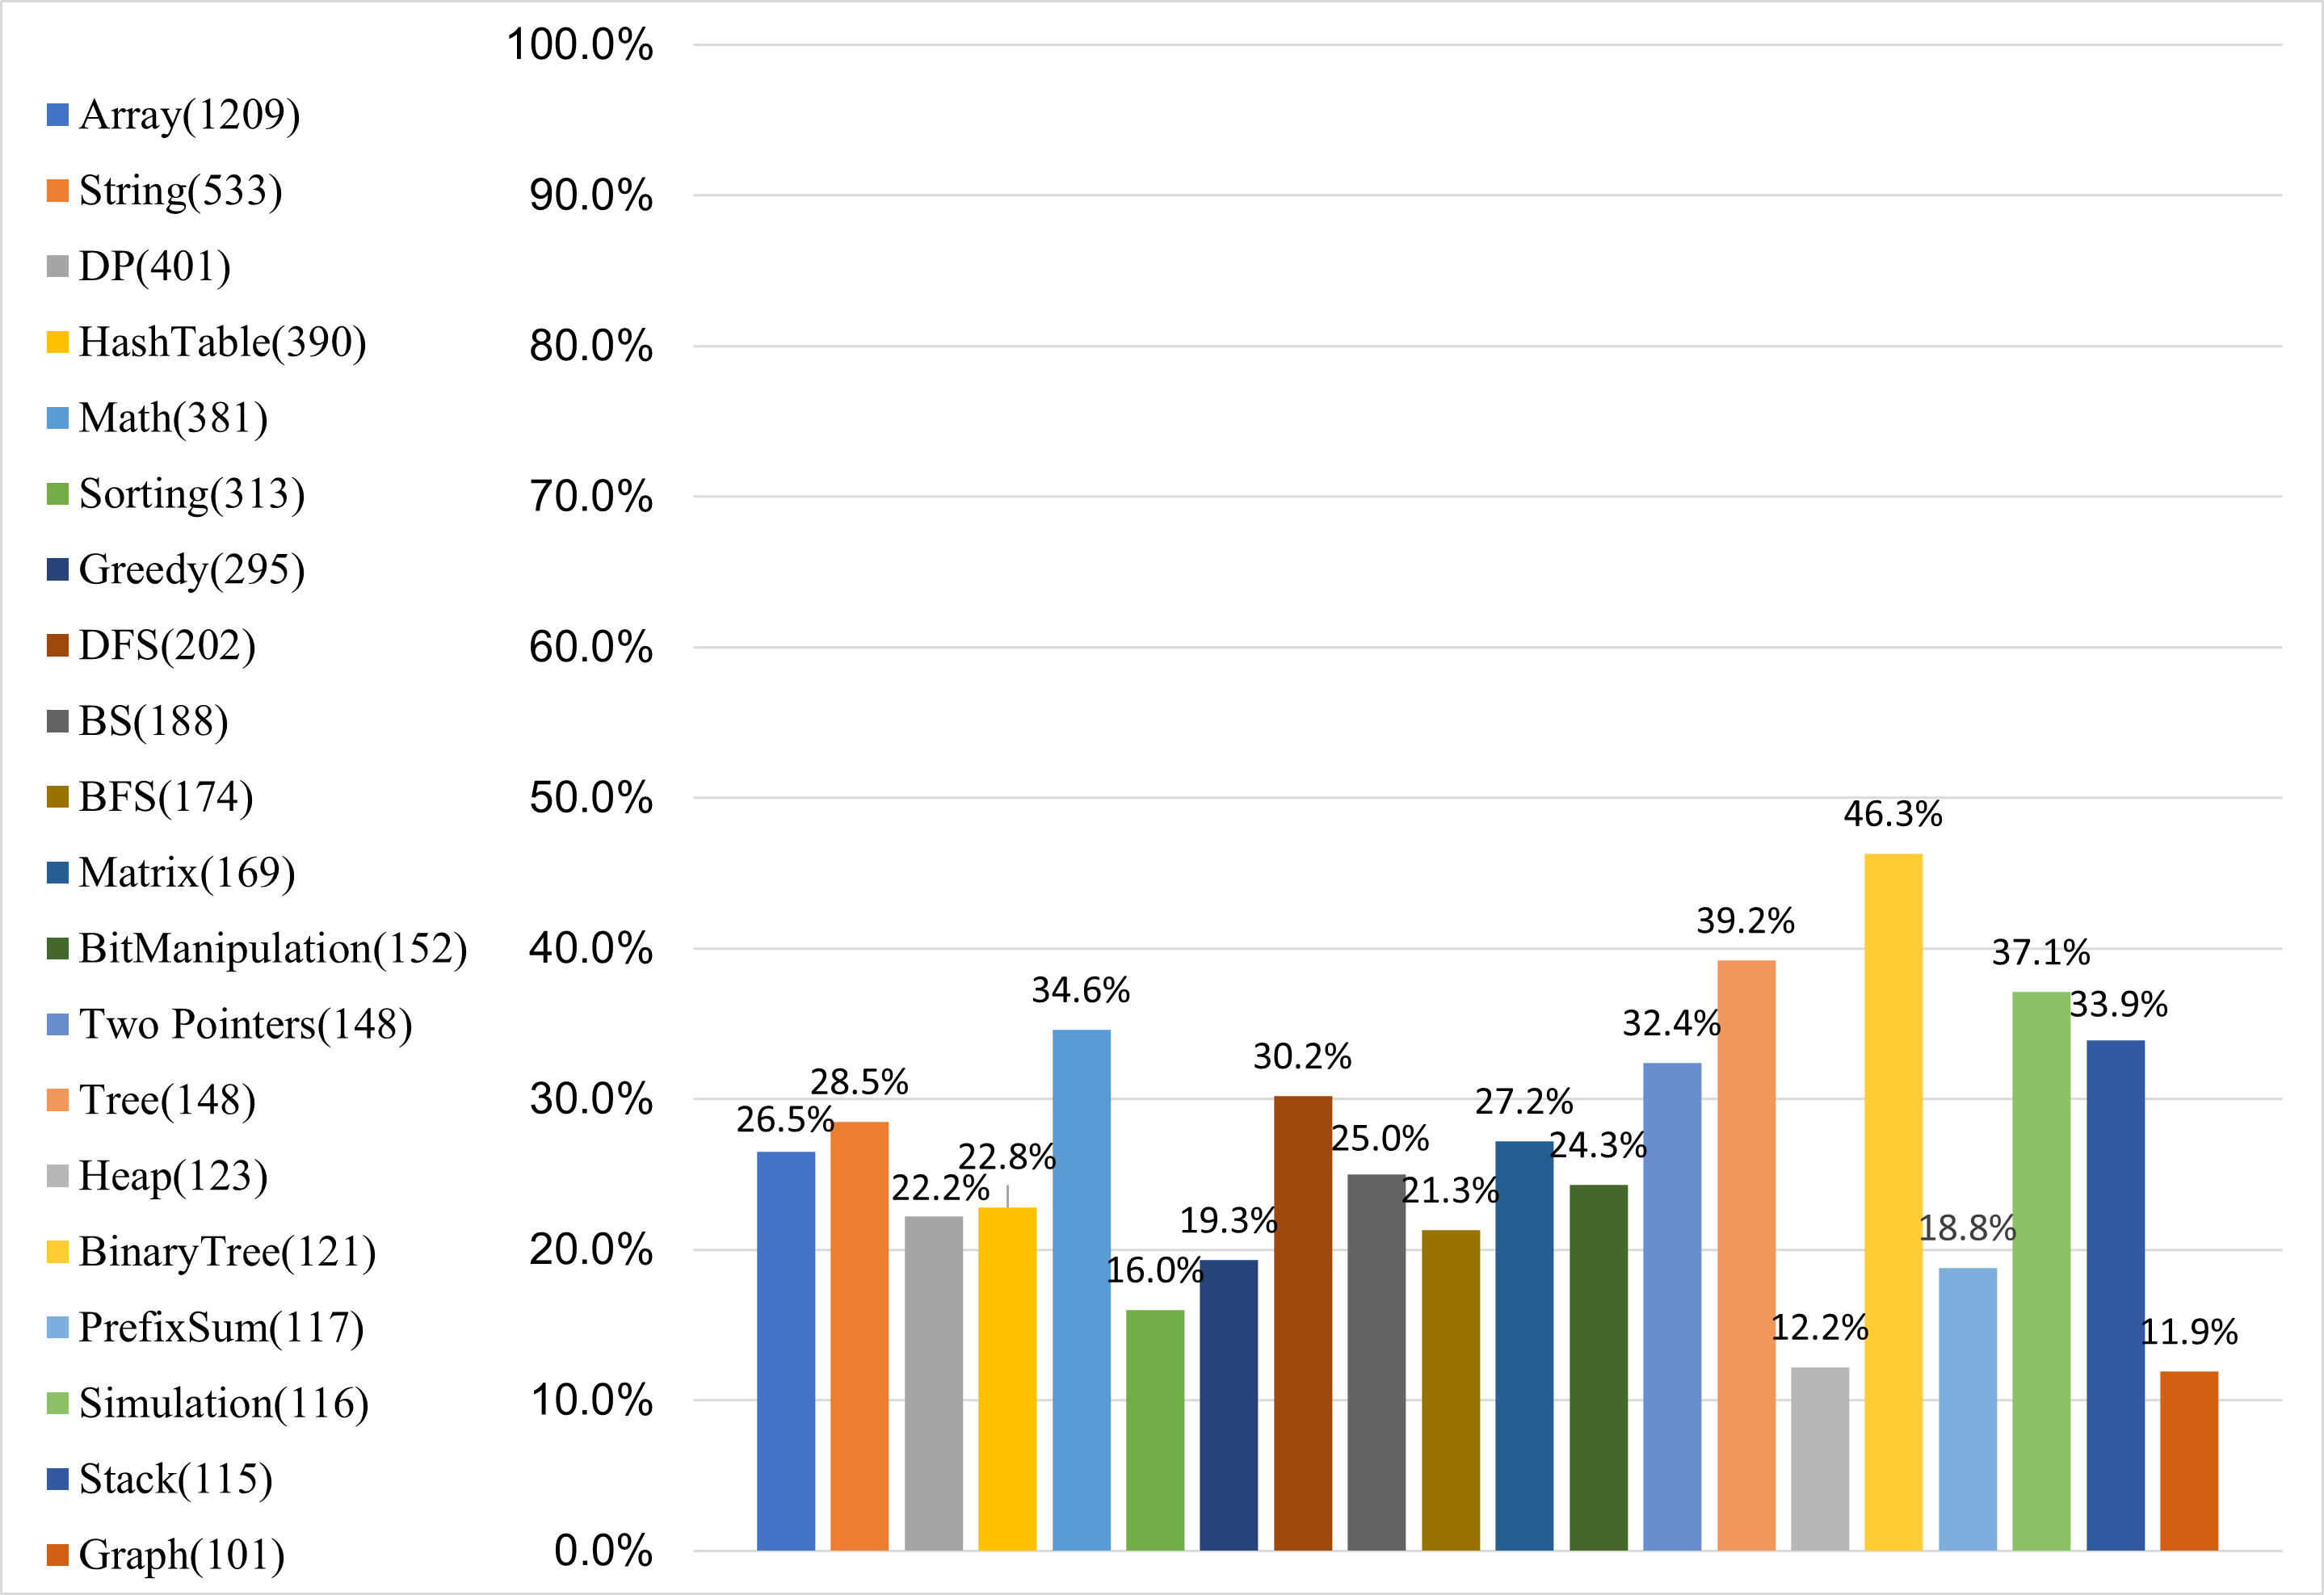 Array(1209)
String(533)
DP(401)
HashTable(390)
Math(381)
Sorting(313)
Greedy(295)
DFS(202)
BS(188)
BFS(174)
Matrix(169)
BitManipulation(152)
Two Pointers(148)
Tree(148)
Heap(123)
BinaryTree(121)
PrefixSum(117)
Simulation(116)
Stack(115)
Graph(101)
100.0%
90.0%
80.0%
70.0%
60.0%
50.0%
40.0%
30.0%
20.0%
10.0%
0.0%
26.5%
28.5%
22.2%
22.8%
34.6%
16.0%
19.3%
30.2%
25.0%
21.3%
27.2%
24.3%
32.4%
39.2%
12.2%
46.3%
18.8%
37.1%
33.9%
11.9%